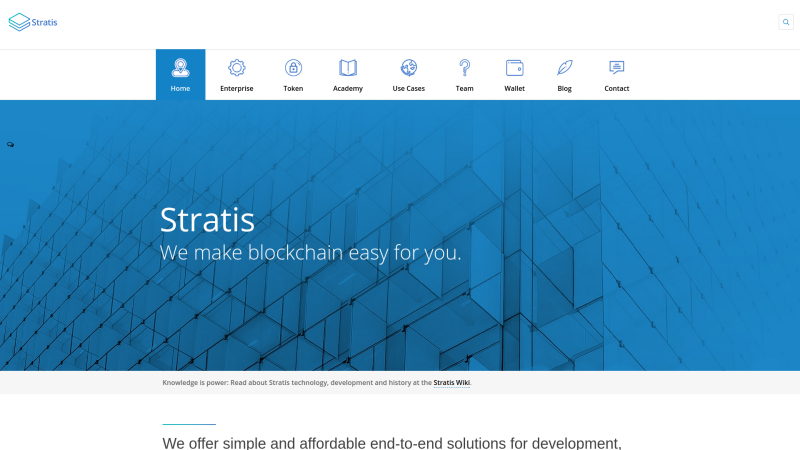 Stratis
Home
Enterprise
Token
Academy
Use Cases
Team
Wallet
Blog
Contact
Stratis
We make blockchain easy for you.
Knowledge is power: Read about Stratis technology, development and history at the Stratis Wiki.
We offer simple and affordable end-to-end solutions for development,